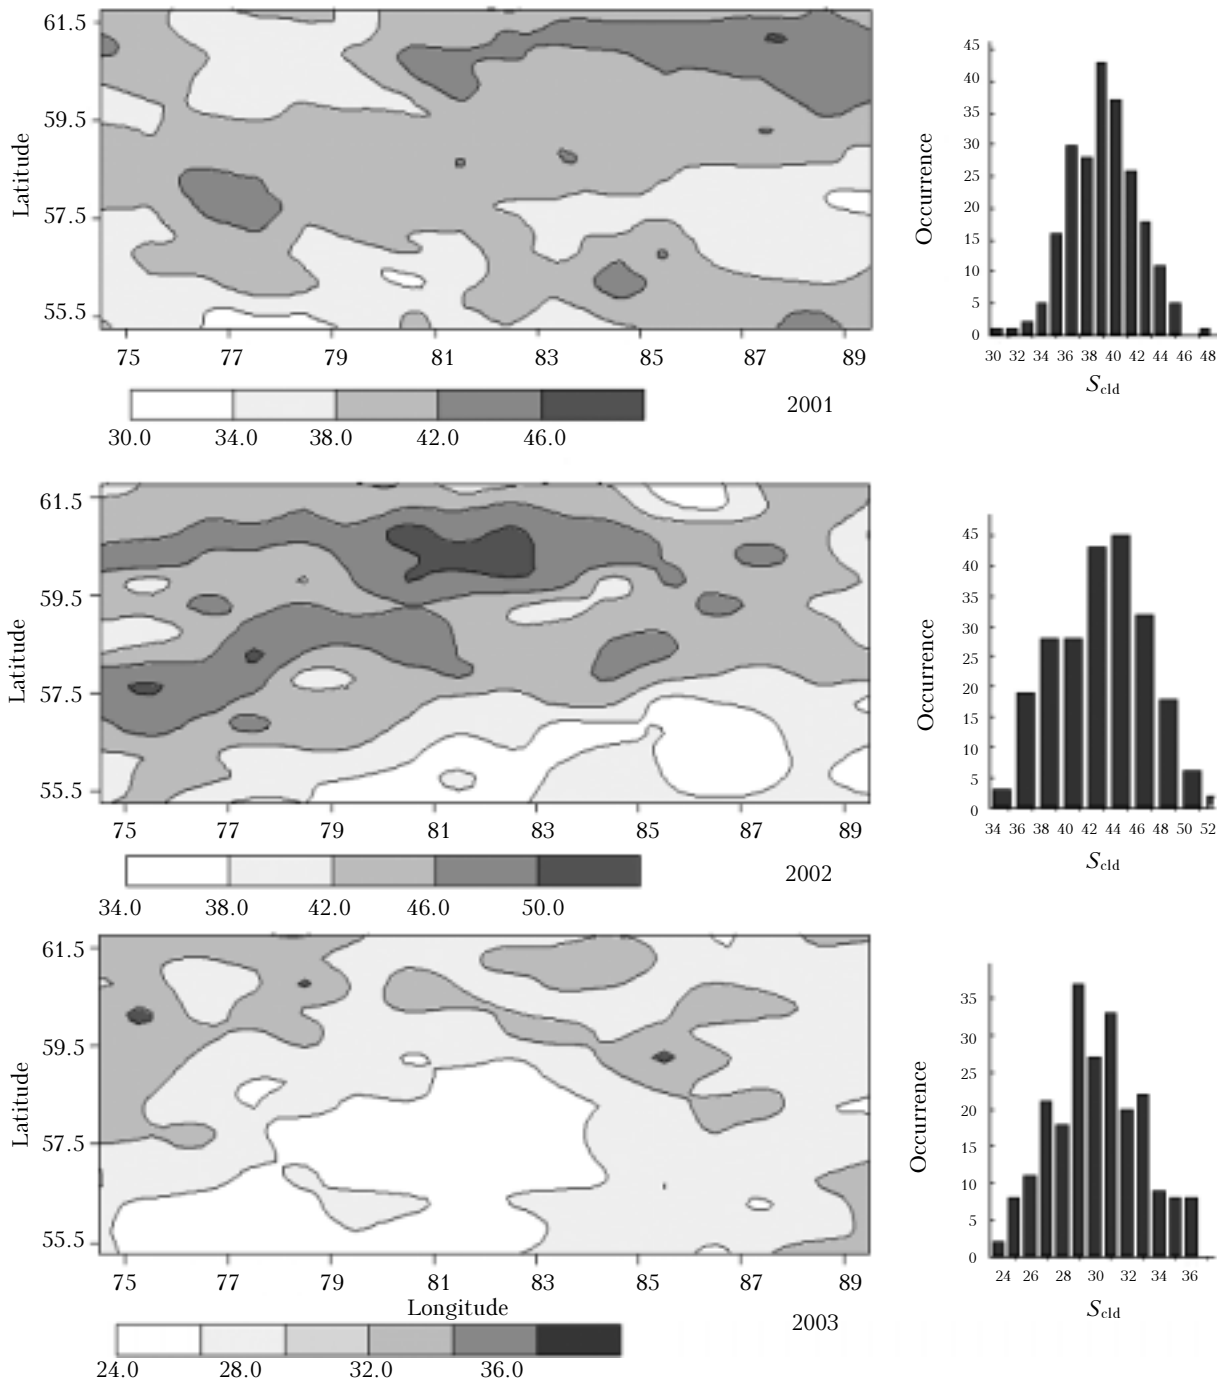 61.5
59.5
57.5
55.5
Latitude
75 77 79 81 83 85 87 89
30.0 34.0 38.0 42.0 46.0
2001
45
40
35
30
25
20
15
10
5
0
Occurrence
30 32 34 36 38 40 42 44 46 48
Scld
61.5
59.5
57.5
55.5
Latitude
75 77 79 81 83 85 87 89
34.0 38.0 42.0 46.0 50.0
2002
45
40
35
30
25
20
15
10
5
0
Occurrence
34 36 38 40 42 44 46 48 50 52
Scld
61.5
59.5
57.5
55.5
Latitude
75 77 79 81 83 85 87 89
Longitude
24.0 28.0 32.0 36.0
2003
35
30
25
20
15
10
5
0
Occurrence
24 26 28 30 32 34 36
Scld